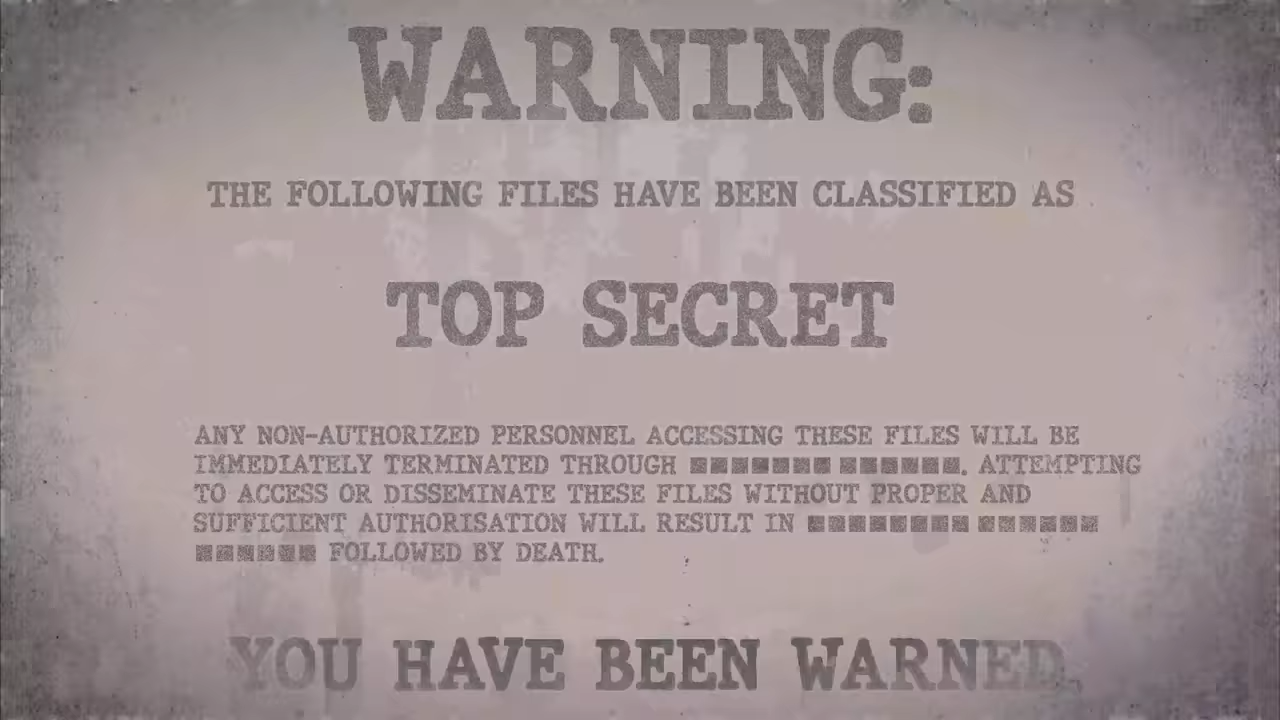 WARNING:
THE FOLLOWING FILES HAVE BEEN CLASSIFIED AS
TOP SECRET
ANY NON-AUTHORIZED PERSONNEL ACCESSING THESE FILES WILL BE
IMMEDIATELY TERMINATED THROUGH ■■■■■■■ ■■■■■■. ATTEMPTING
TO ACCESS OR DISSEMINATE THESE FILES WITHOUT PROPER AND
SUFFICIENT AUTHORISATION WILL RESULT IN ■■■■■■■■ ■■■■■■
■■■■■■ FOLLOWED BY DEATH.
YOU HAVE BEEN WARNED.